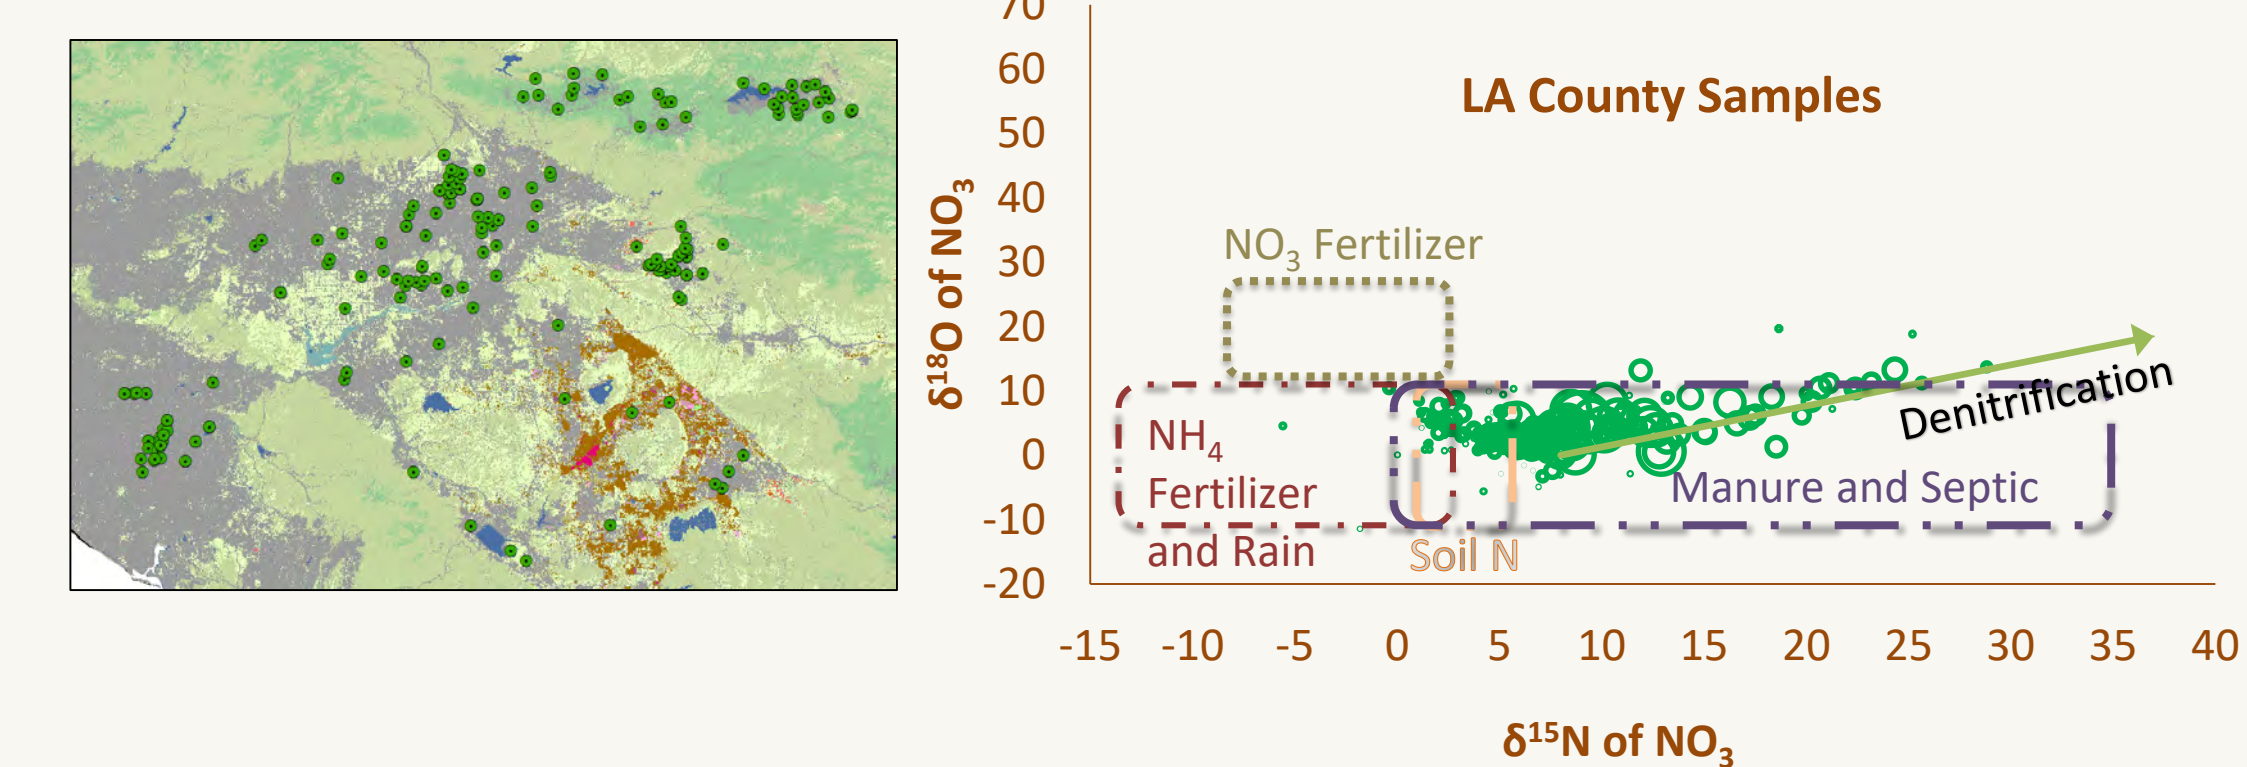 LA County Samples
70
60
50
40
30
20
10
0
-10
-20
δ¹⁸O of NO₃
NO₃ Fertilizer
NH₄
Fertilizer
and Rain
Soil N
Manure and Septic
Denitrification
-15 -10 -5 0 5 10 15 20 25 30 35 40
δ¹⁵N of NO₃